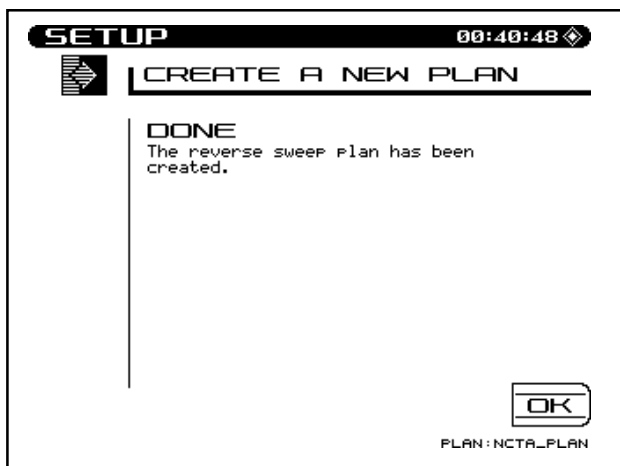 SETUP 00:40:48
CREATE A NEW PLAN
DONE
The reverse sweep plan has been
created.
OK
PLAN:NCTA_PLAN